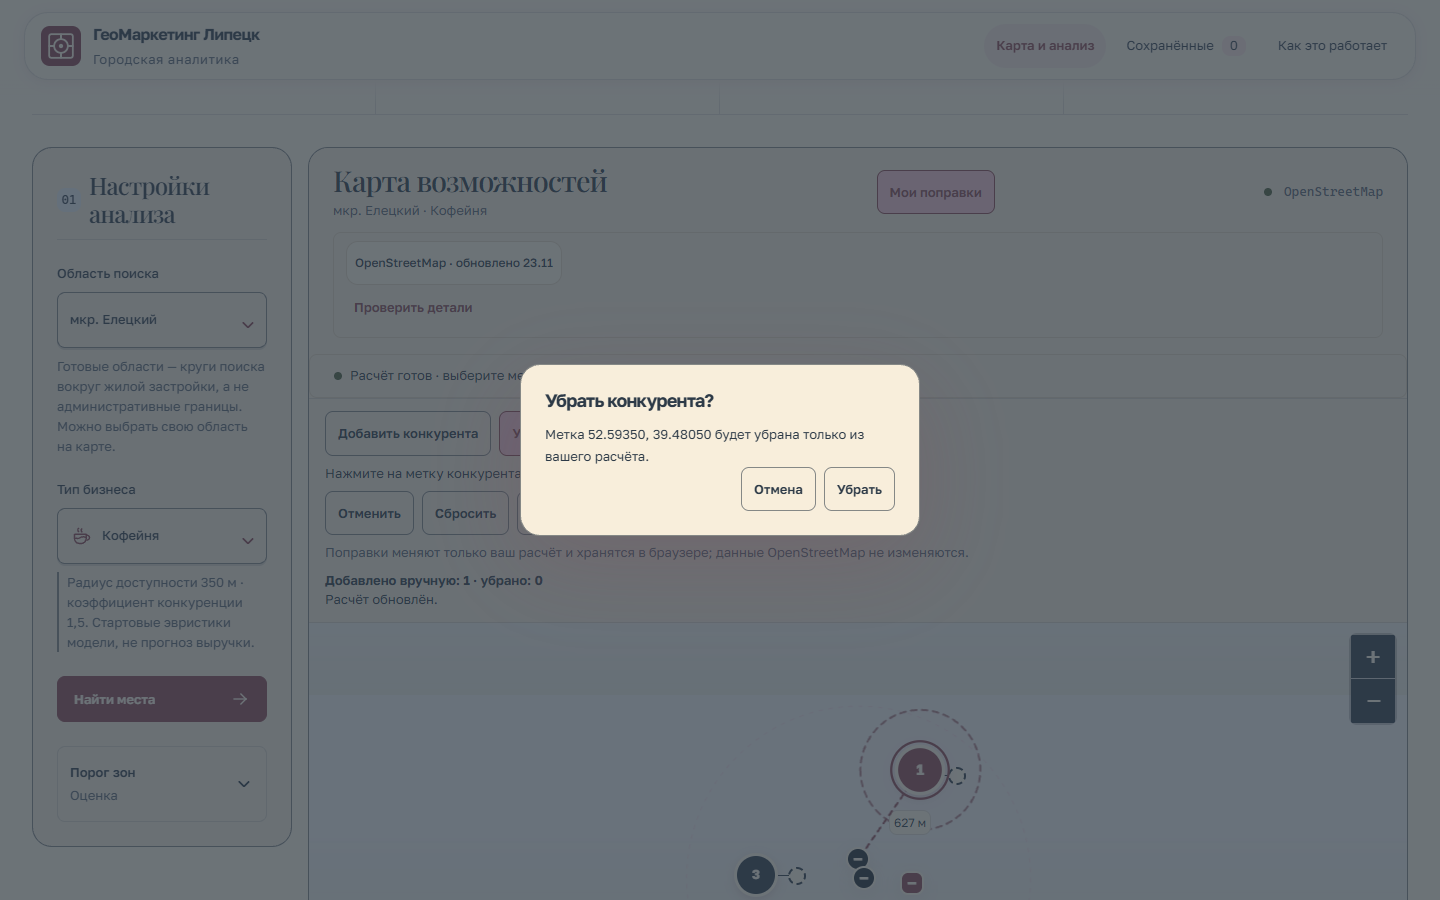 ГеоМаркетинг Липецк
Городская аналитика
Карта и анализ
Сохранённые 0
Как это работает
01
Настройки
анализа
Область поиска
мкр. Елецкий
Готовые области — круги поиска
вокруг жилой застройки, а не
административные границы.
Можно выбрать свою область
на карте.
Тип бизнеса
Кофейня
Радиус доступности 350 м ·
коэффициент конкуренции
1,5. Стартовые эвристики
модели, не прогноз выручки.
Найти места
Порог зон
Оценка
Карта возможностей
мкр. Елецкий · Кофейня
Мои поправки
OpenStreetMap
OpenStreetMap · обновлено 23.11
Проверить детали
Расчёт готов · выберите
Добавить конкурента
Нажмите на метку конкурента
Отменить
Сбросить
Поправки меняют только ваш расчёт и хранятся в браузере; данные OpenStreetMap не изменяются.
Добавлено вручную: 1 · убрано: 0
Расчёт обновлён.
Убрать конкурента?
Метка 52.59350, 39.48050 будет убрана только из
вашего расчёта.
Отмена
Убрать
+
−
1
627 м
3